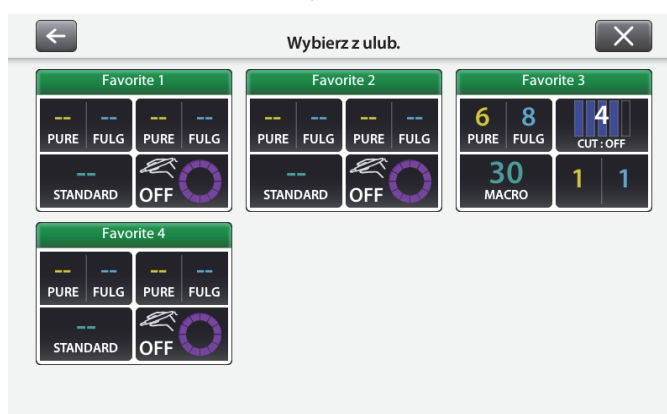 Wybierz z ulub.
Favorite 1
-- -- -- --
PURE FULG PURE FULG
--
STANDARD OFF
Favorite 2
-- -- -- --
PURE FULG PURE FULG
--
STANDARD OFF
Favorite 3
6 8 4
PURE FULG CUT : OFF
30 1 1
MACRO
Favorite 4
-- -- -- --
PURE FULG PURE FULG
--
STANDARD OFF